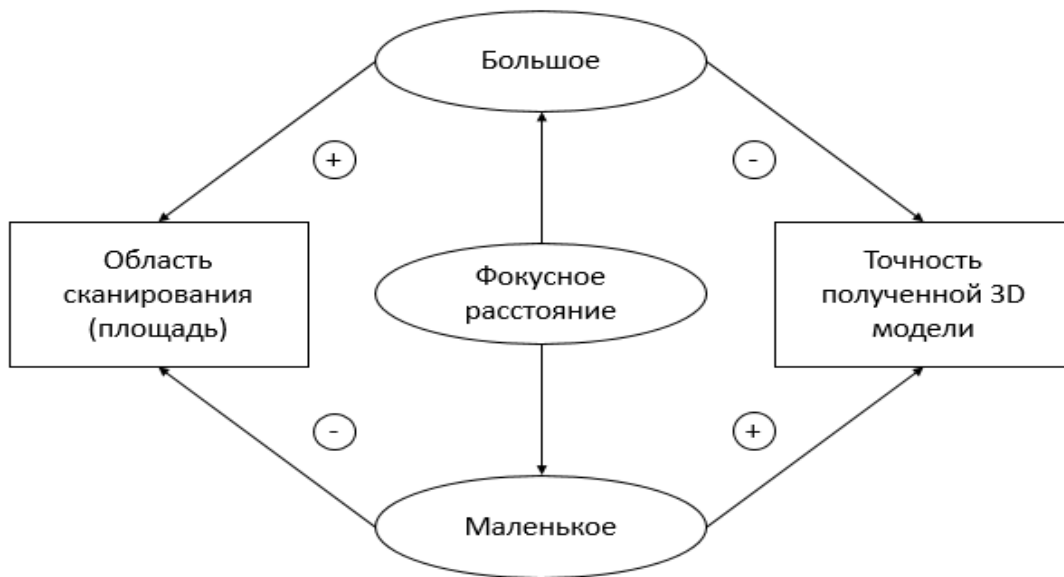 Большое
+
-
Область
сканирования
(площадь)
Фокусное
расстояние
Точность
полученной 3D
модели
-
+
Маленькое